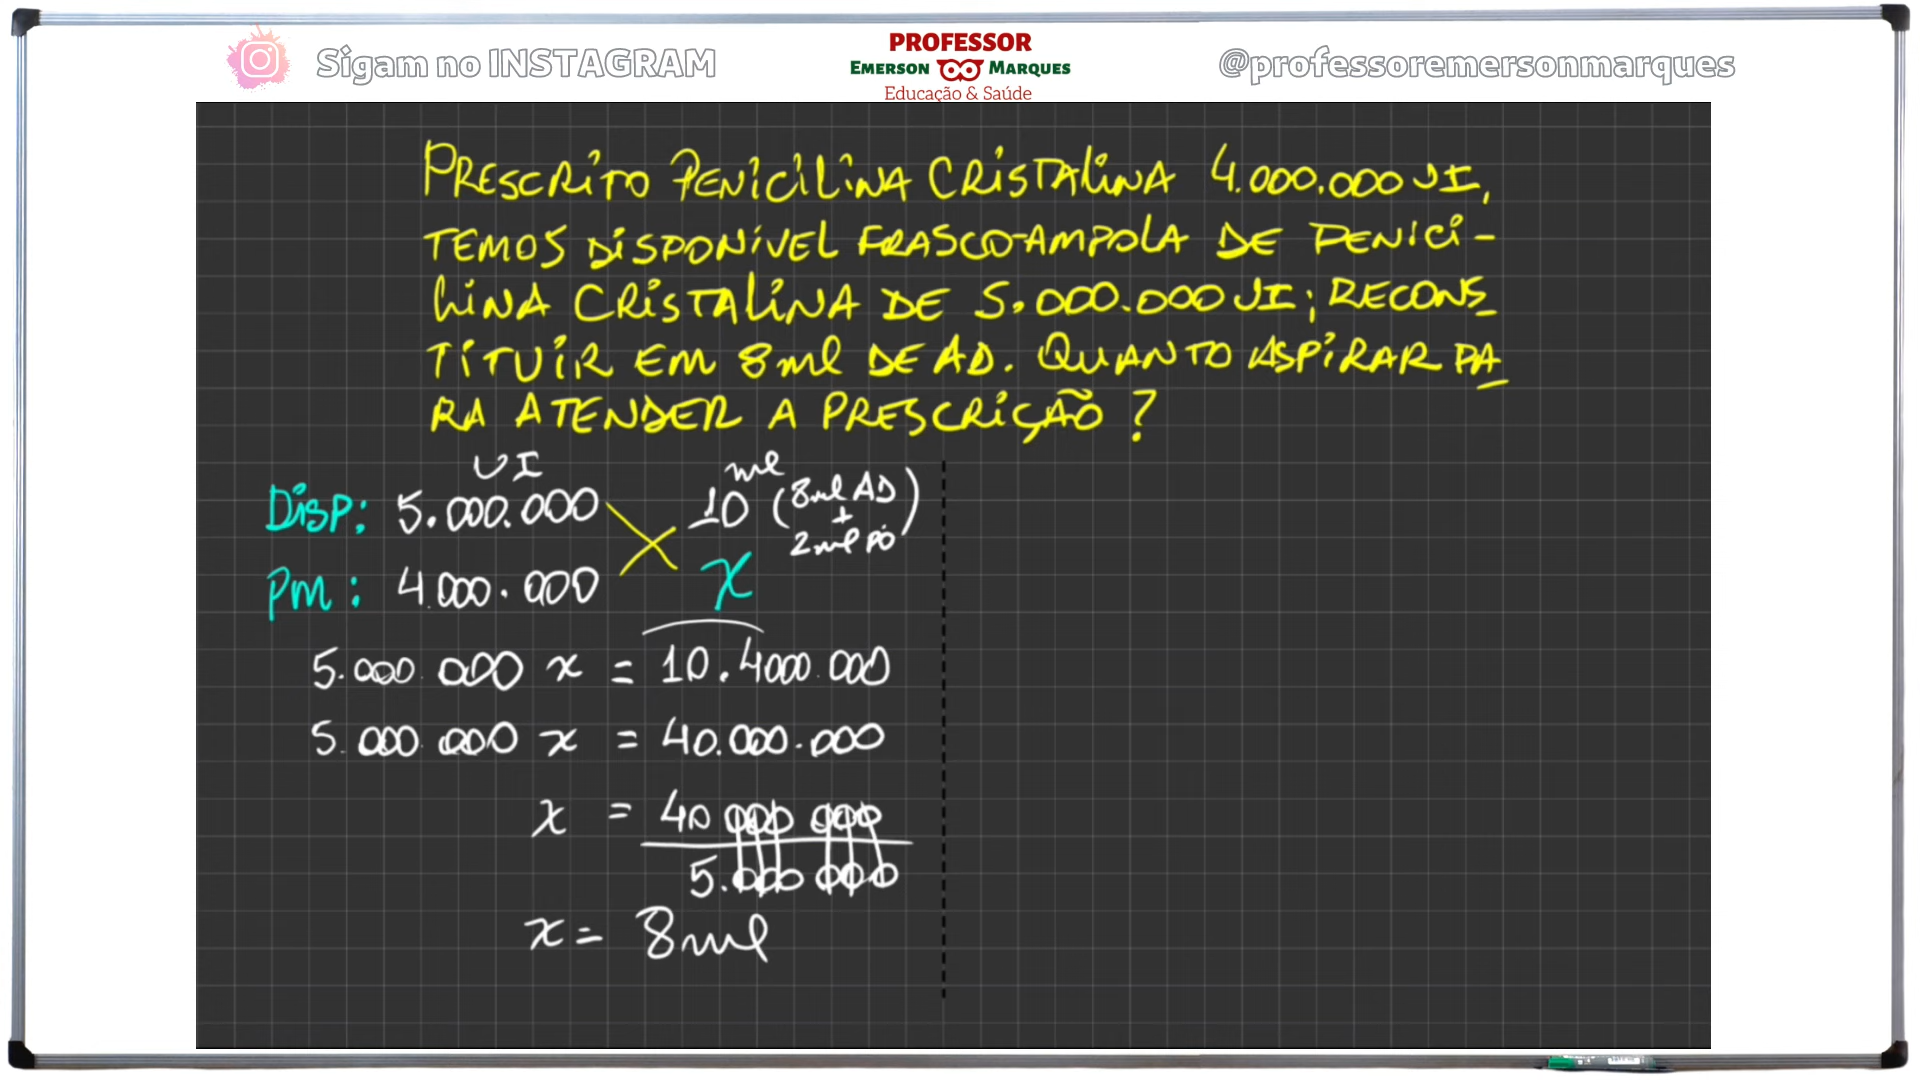 Sigam no INSTAGRAM
PROFESSOR
EMERSON MARQUES
Educação & Saúde
@professoremersonmarques
PRESCRITO PENICILINA CRISTALINA 4.000.000 UI,
TEMOS DISPONÍVEL FRASCO-AMPOLA DE PENICI-
LINA CRISTALINA DE 5.000.000 UI; RECONS
TITUIR EM 8ml DE AD. QUANTO ASPIRAR PA
RA ATENDER A PRESCRIÇÃO?
UI ml
Disp: 5.000.000 10 (8ml AD + 2ml PÓ)
PM: 4.000.000 x
5.000.000 x = 10.4000.000
5.000.000 x = 40.000.000
x = 40 000 000
5.000 000
x = 8ml